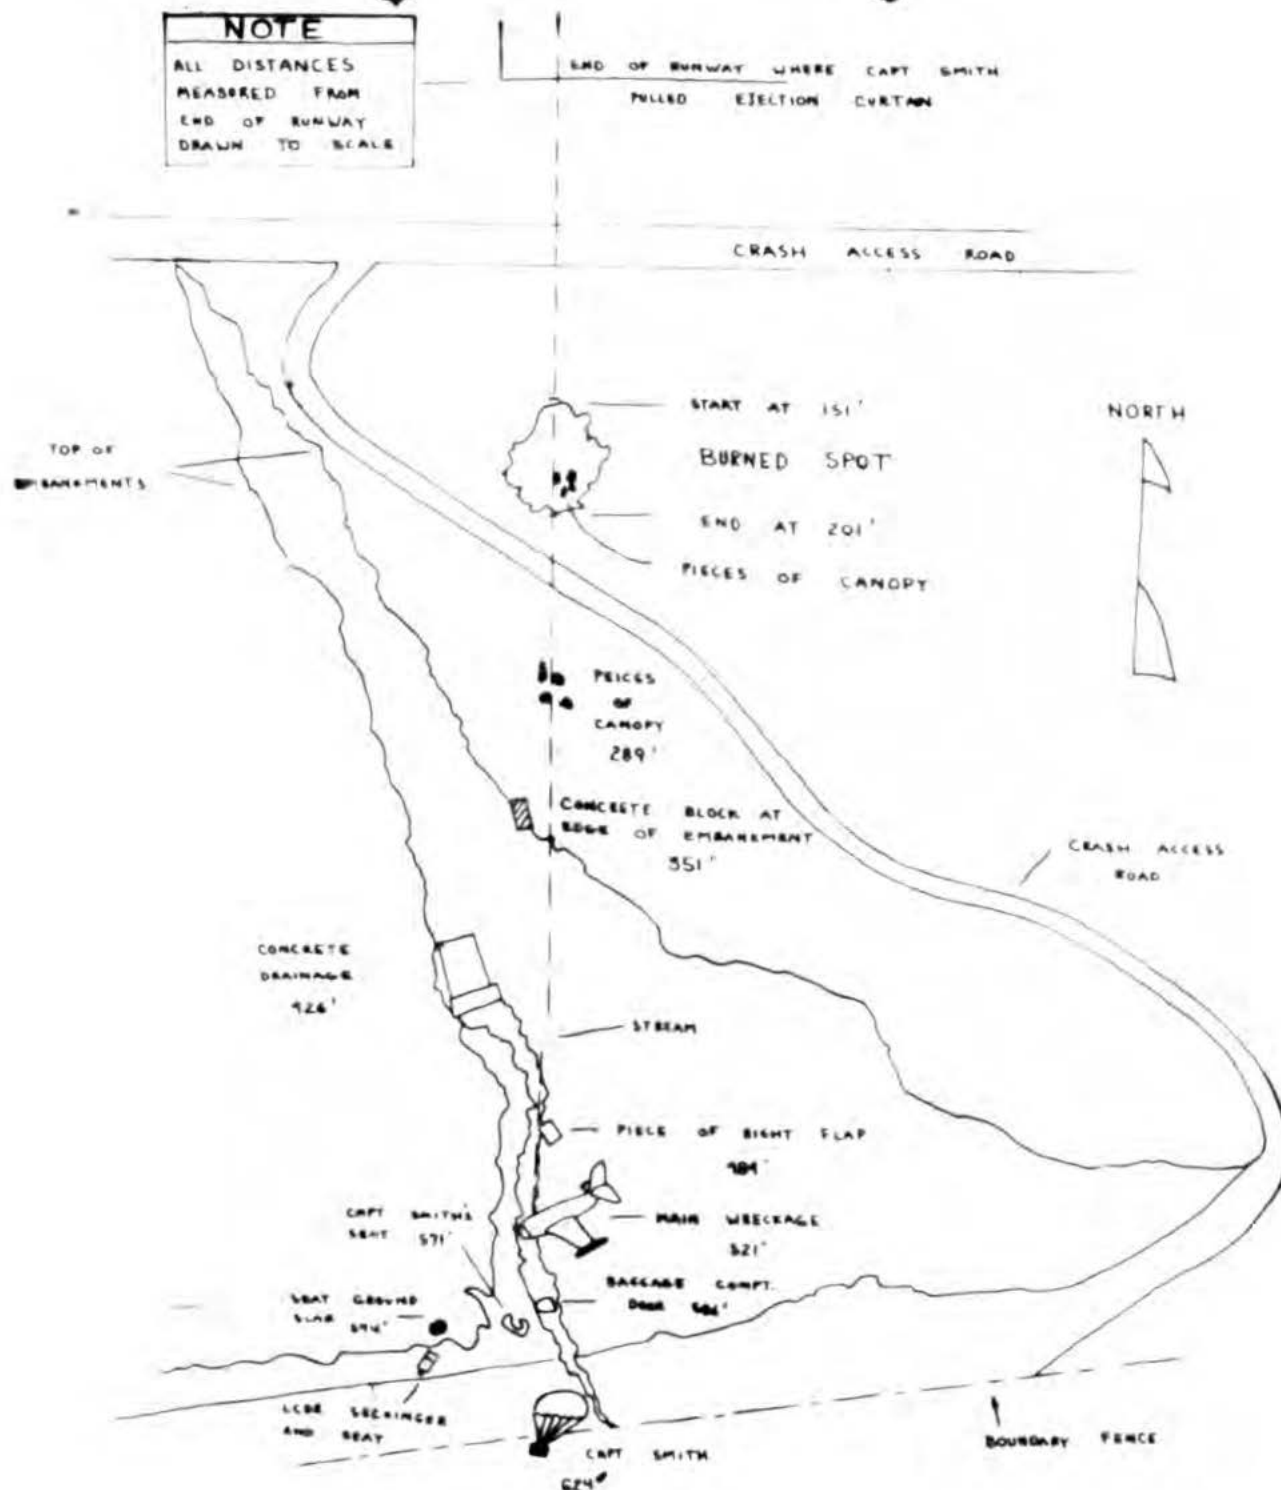 NOTE
ALL DISTANCES
MEASURED FROM
END OF RUNWAY
DRAWN TO SCALE
END OF RUNWAY WHERE CAPT SMITH
PULLED EJECTION CURTAIN
CRASH ACCESS ROAD
START AT 151'
BURNED SPOT
END AT 201'
PIECES OF CANOPY
NORTH
TOP OF
EMBANKMENTS
PEICES
OF
CANOPY
289'
CONCRETE BLOCK AT
EDGE OF EMBANKEMENT
351'
CRASH ACCESS
ROAD
CONCRETE
DRAINAGE
426'
STREAM
PIECE OF RIGHT FLAP
CAPT SMITH'S
SEAT 571'
MAIN WRECKAGE
521'
BAGGAGE COMPT.
DOOR
SEAT GROUND
LCDR
AND SEAT
CAPT SMITH
624'
BOUNDARY FENCE